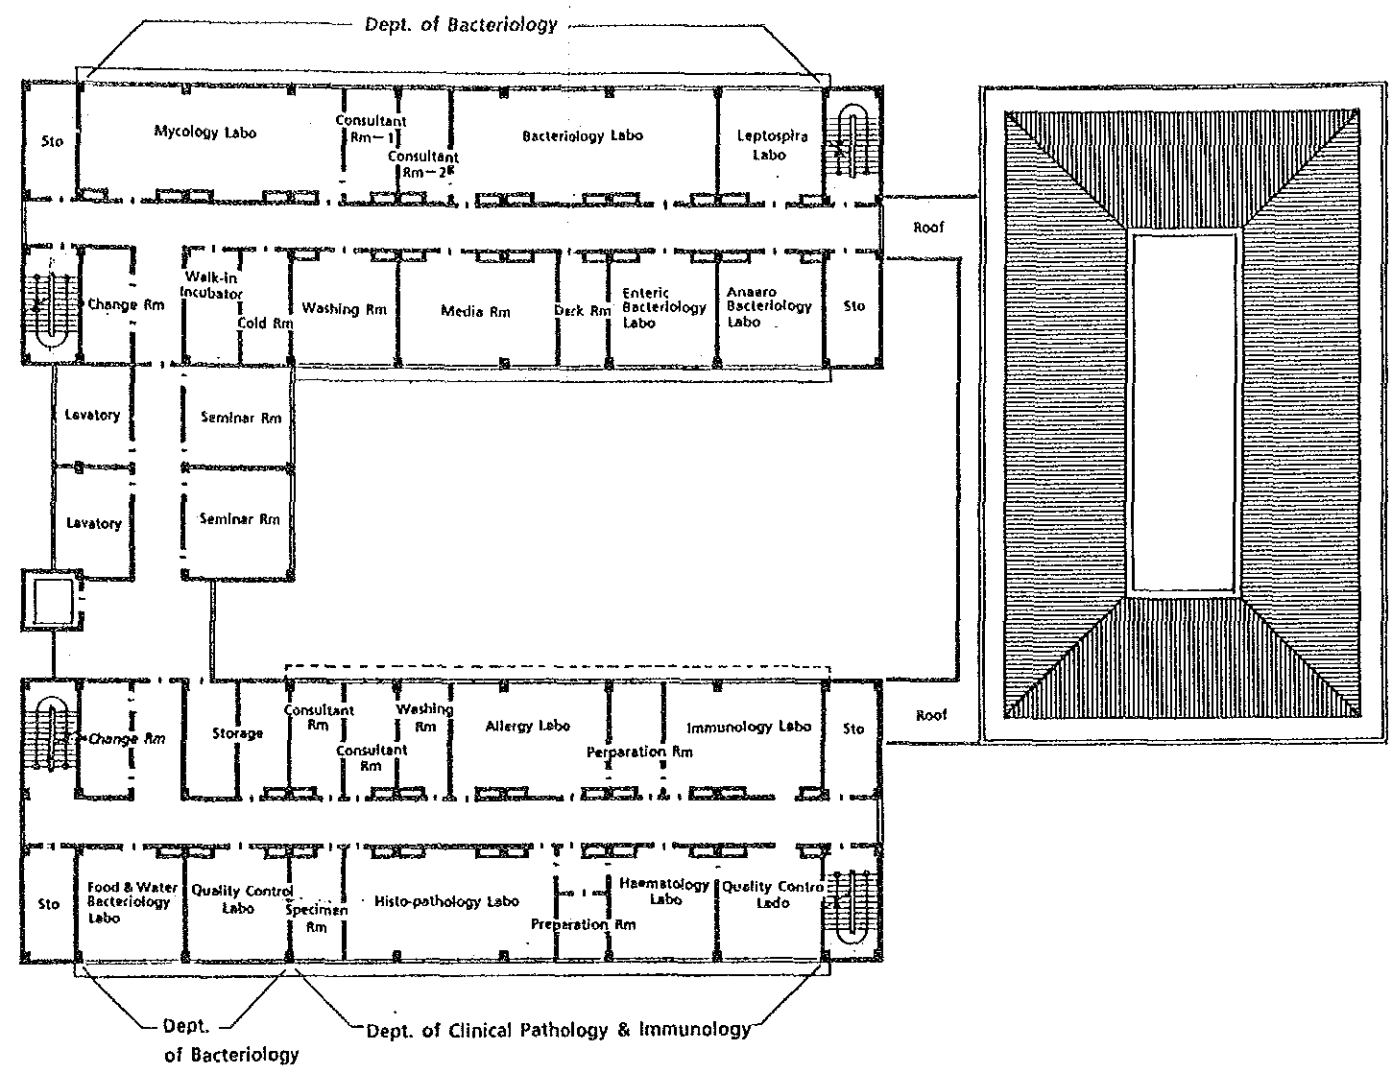 Dept. of Bacteriology
Sto
Mycology Labo
Consultant
Rm-1
Consultant
Rm-2
Bacteriology Labo
Leptospira
Labo
Roof
Change Rm
Walk-in
Incubator
Cold Rm
Washing Rm
Media Rm
Dark Rm
Enteric
Bacteriology
Labo
Anaero
Bacteriology
Labo
Sto
Lavatory
Seminar Rm
Lavatory
Seminar Rm
Change Rm
Storage
Consultant
Rm
Consultant
Rm
Washing
Rm
Allergy Labo
Perparation Rm
Immunology Labo
Sto
Roof
Sto
Food & Water
Bacteriology
Labo
Quality Control
Labo
Specimen
Rm
Histo-pathology Labo
Preparation Rm
Haematology
Labo
Quality Contro
Lado
Dept.
of Bacteriology
Dept. of Clinical Pathology & Immunology